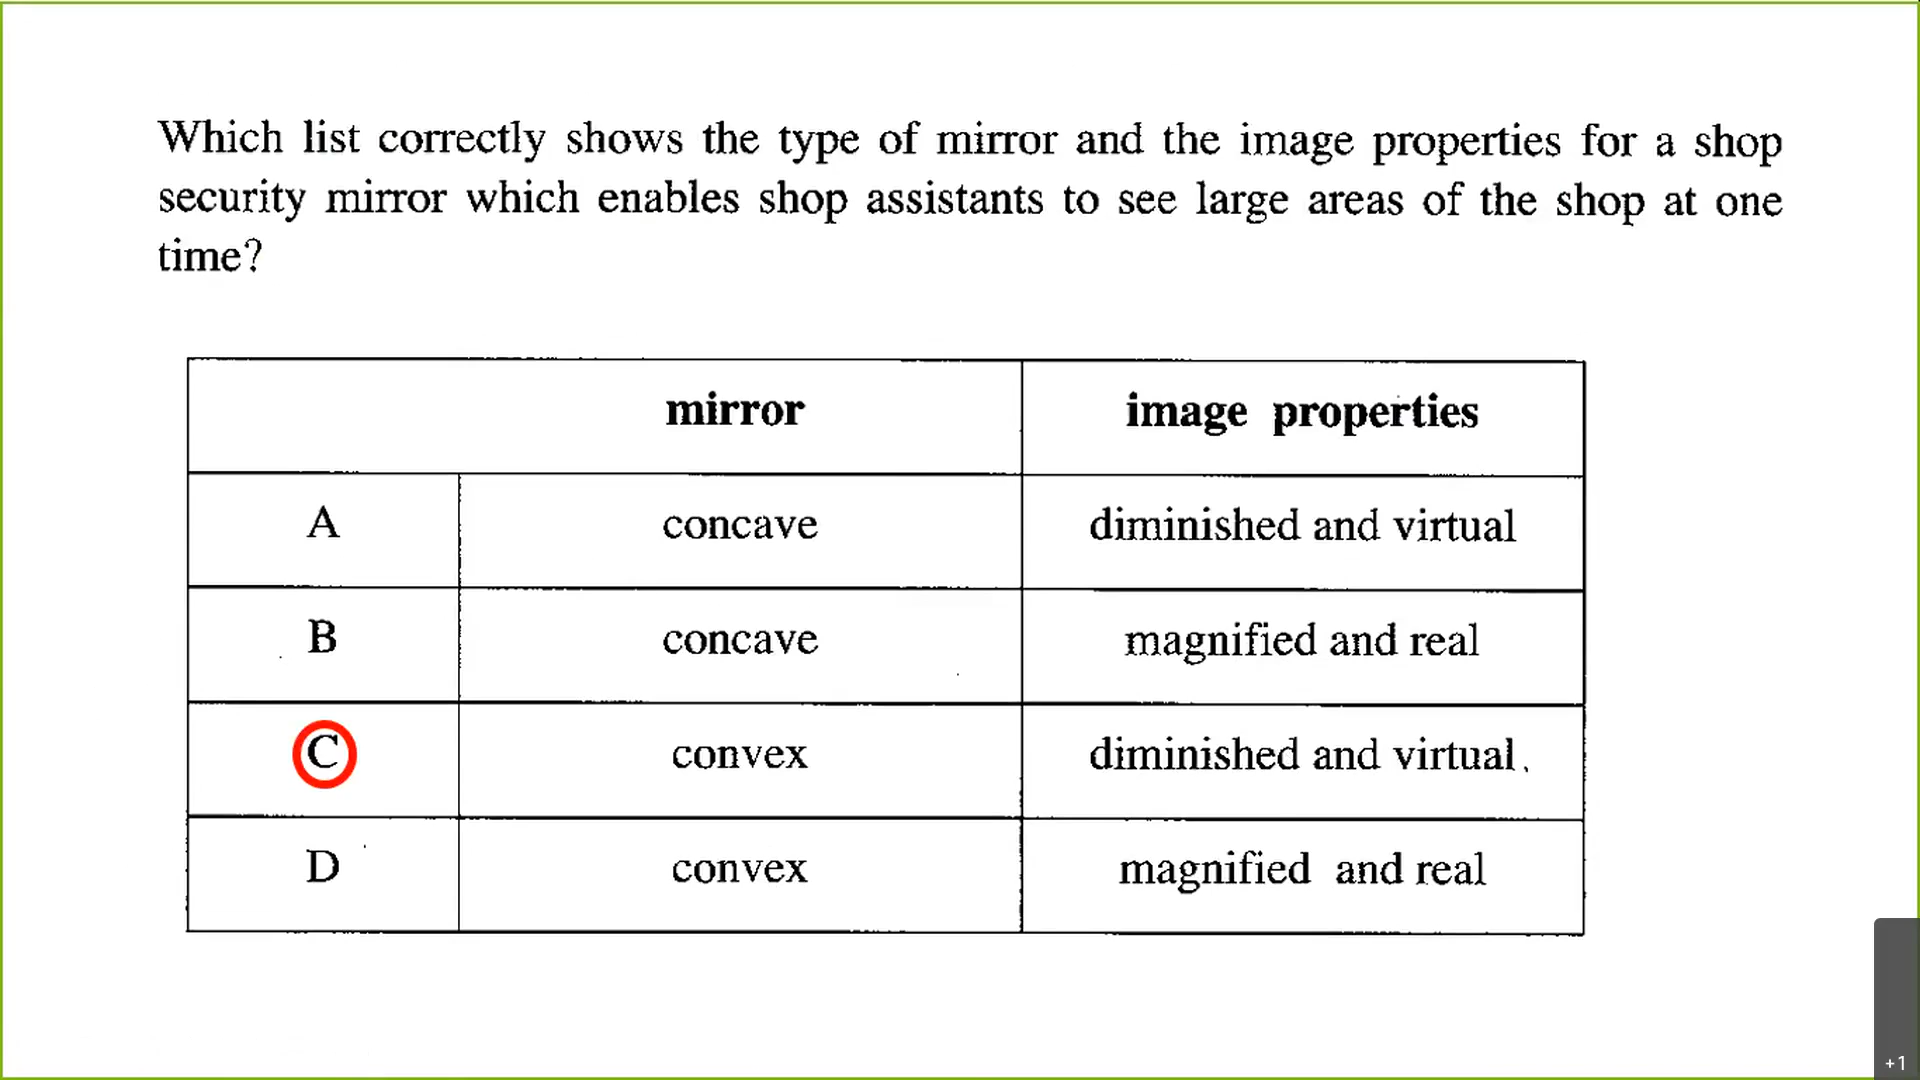 Which list correctly shows the type of mirror and the image properties for a shop
security mirror which enables shop assistants to see large areas of the shop at one
time?
mirror image properties
A concave diminished and virtual
B concave magnified and real
C convex diminished and virtual
D convex magnified and real
+1